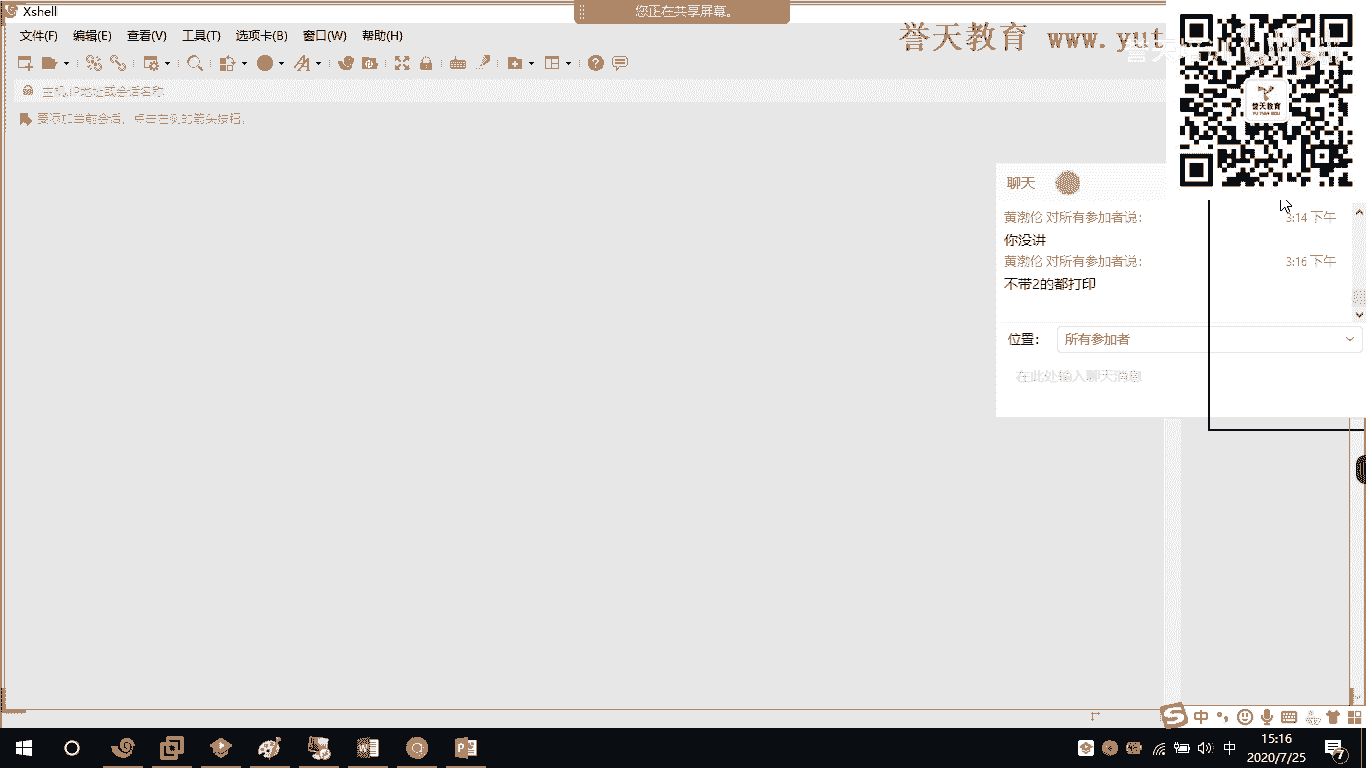 Xshell
您正在共享屏幕。
文件(F) 编辑(E) 查看(V) 工具(T) 选项卡(B) 窗口(W) 帮助(H)
誉天教育 www.yut
主机,IP地址或会话名称
要添加当前会话，点击左侧的箭头按钮。
誉天教育
YU TIAN EDU
聊天
黄渤伦 对所有参加者说： 3:14 下午
你没讲
黄渤伦 对所有参加者说： 3:16 下午
不带2的都打印
位置： 所有参加者
在此处输入聊天消息
中
中 15:16
2020/7/25
7